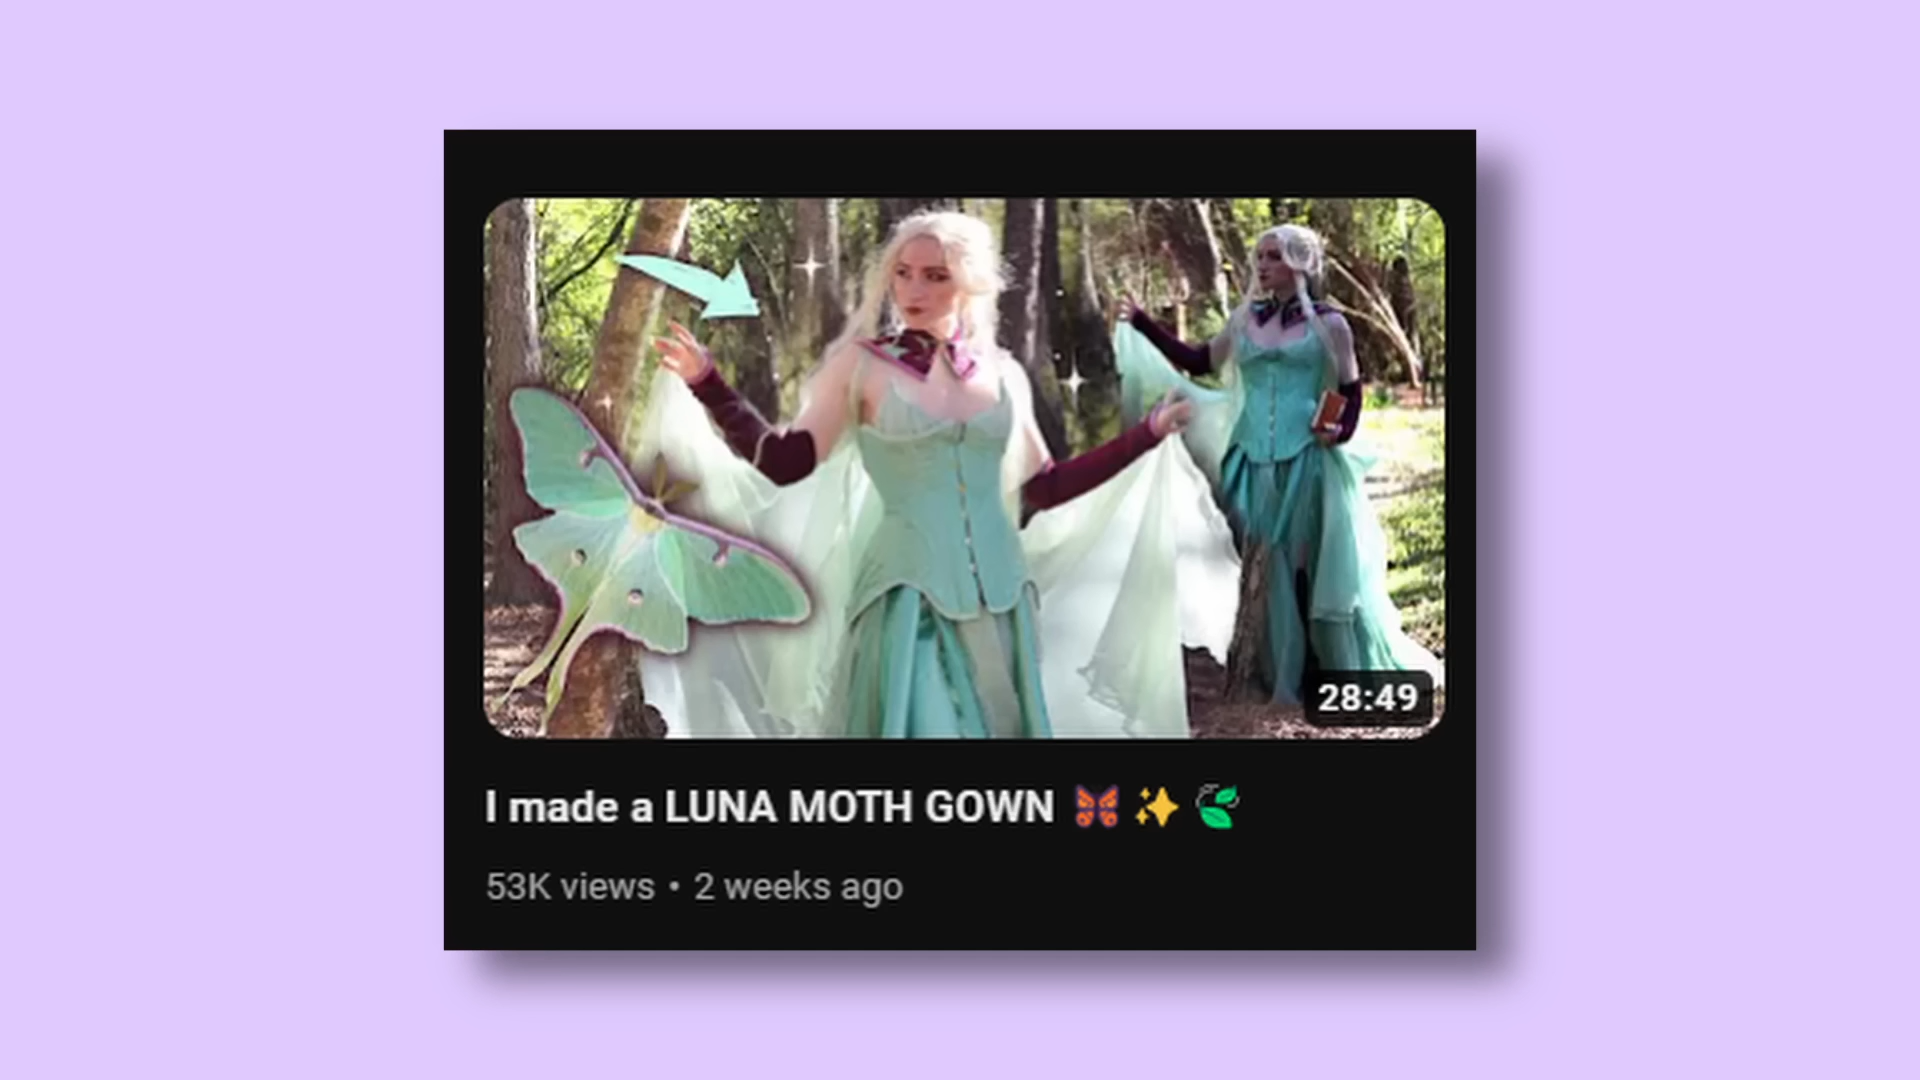 28:49
I made a LUNA MOTH GOWN 🦋 ✨ 🍃
53K views • 2 weeks ago